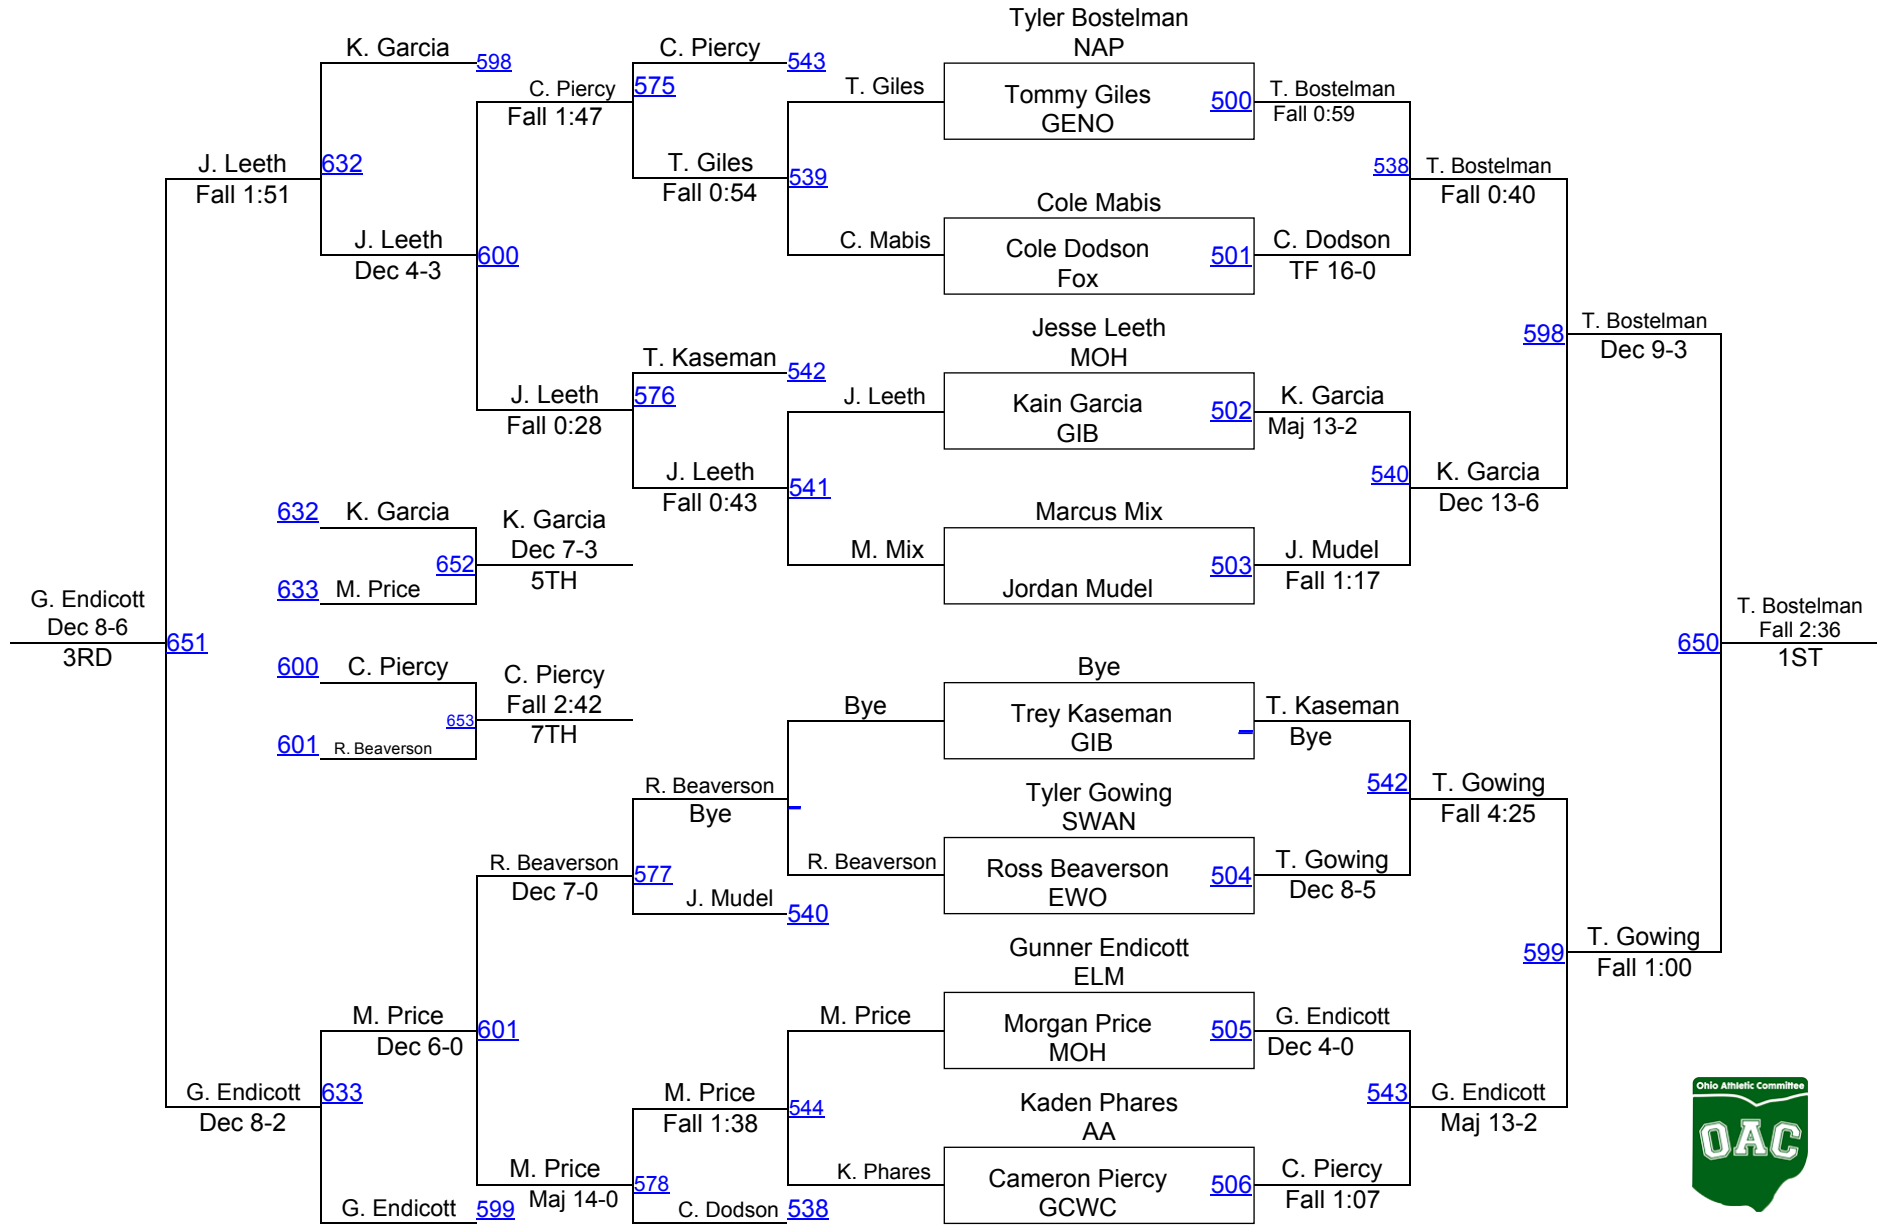 Tyler Bostelman
NAP
K. Garcia
598
C. Piercy
543
C. Piercy
575
Fall 1:47
T. Giles
Tommy Giles
GENO
500
T. Bostelman
Fall 0:59
J. Leeth
632
Fall 1:51
T. Giles
539
Fall 0:54
538
T. Bostelman
Fall 0:40
Cole Mabis
J. Leeth
600
Dec 4-3
C. Mabis
Cole Dodson
Fox
501
C. Dodson
TF 16-0
Jesse Leeth
MOH
598
T. Bostelman
Dec 9-3
T. Kaseman
542
J. Leeth
576
Fall 0:28
J. Leeth
Kain Garcia
GIB
502
K. Garcia
Maj 13-2
J. Leeth
541
Fall 0:43
540
K. Garcia
Dec 13-6
632
K. Garcia
K. Garcia
Dec 7-3
652
5TH
633
M. Price
Marcus Mix
M. Mix
Jordan Mudel
503
J. Mudel
Fall 1:17
G. Endicott
Dec 8-6
651
3RD
650
T. Bostelman
Fall 2:36
1ST
600
C. Piercy
C. Piercy
Fall 2:42
653
7TH
601
R. Beaverson
Bye
Bye
Trey Kaseman
GIB
T. Kaseman
Bye
R. Beaverson
Bye
Tyler Gowing
SWAN
542
T. Gowing
Fall 4:25
R. Beaverson
577
Dec 7-0
R. Beaverson
Ross Beaverson
EWO
504
T. Gowing
Dec 8-5
J. Mudel
540
Gunner Endicott
ELM
599
T. Gowing
Fall 1:00
M. Price
601
Dec 6-0
M. Price
Morgan Price
MOH
505
G. Endicott
Dec 4-0
G. Endicott
633
Dec 8-2
M. Price
544
Fall 1:38
Kaden Phares
AA
543
G. Endicott
Maj 13-2
M. Price
578
Maj 14-0
K. Phares
Cameron Piercy
GCWC
506
C. Piercy
Fall 1:07
G. Endicott
599
C. Dodson
538
Ohio Athletic Committee
OAC